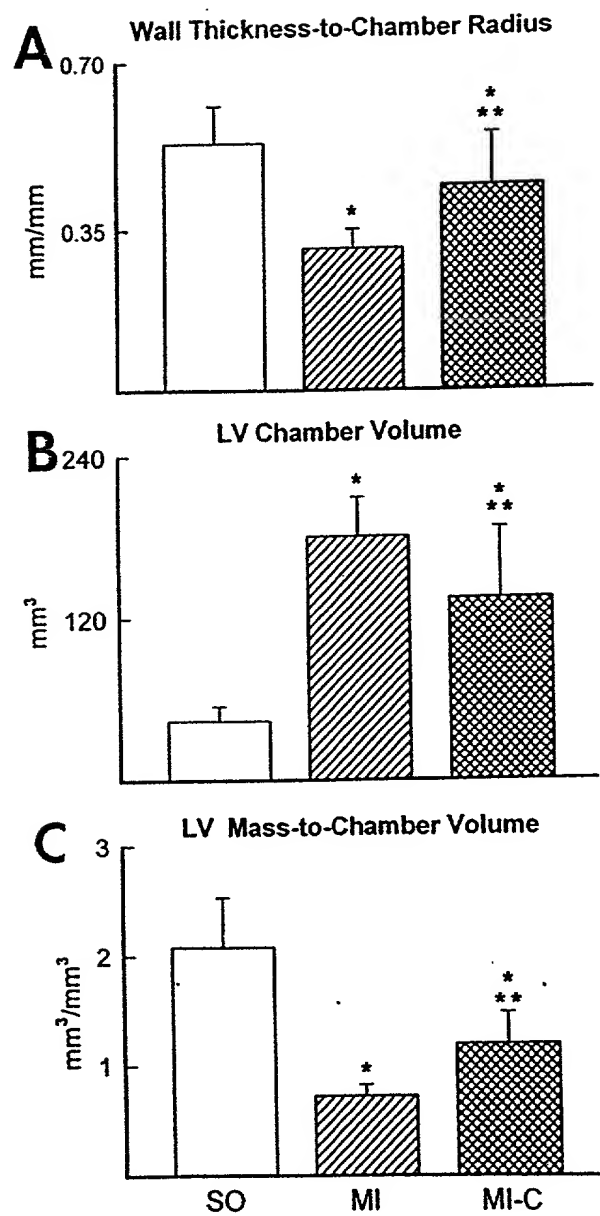 A
Wall Thickness-to-Chamber Radius
0.70
0.35
mm/mm
*
*
**
B
LV Chamber Volume
240
120
mm³
*
*
**
C
LV Mass-to-Chamber Volume
3
2
1
mm³/mm³
*
*
**
SO MI MI-C